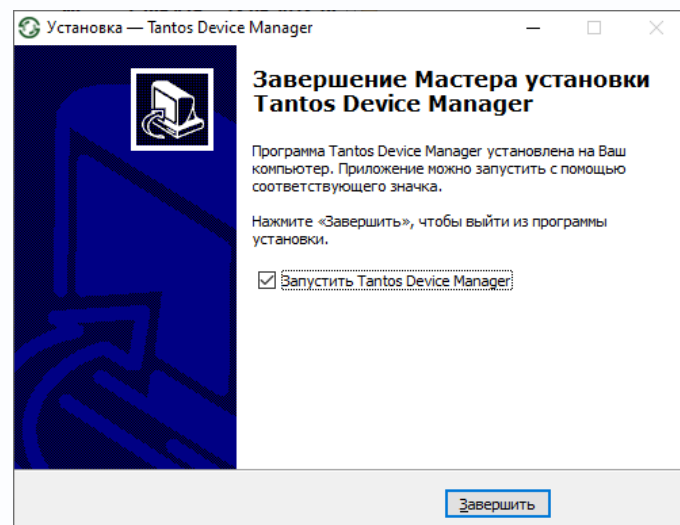 Установка — Tantos Device Manager
Завершение Мастера установки
Tantos Device Manager
Программа Tantos Device Manager установлена на Ваш
компьютер. Приложение можно запустить с помощью
соответствующего значка.
Нажмите «Завершить», чтобы выйти из программы
установки.
Запустить Tantos Device Manager
Завершить